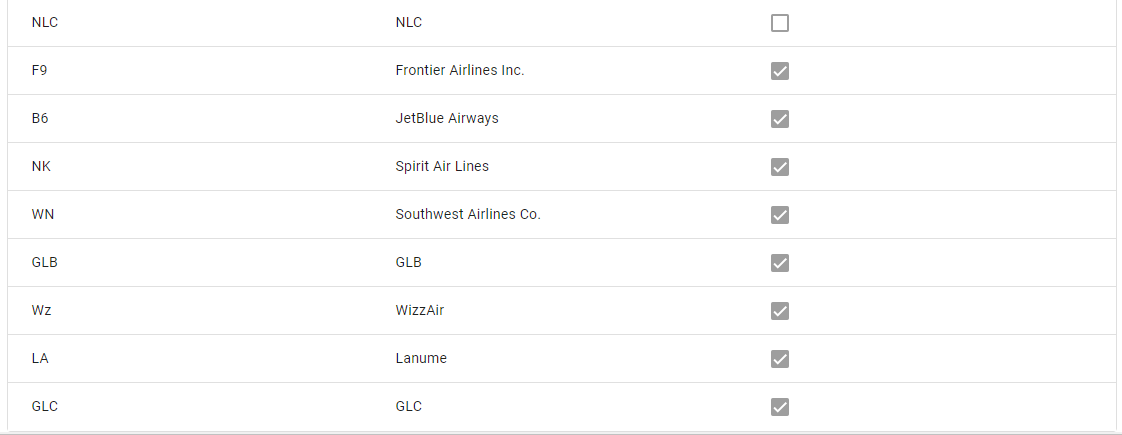 NLC NLC
F9 Frontier Airlines Inc.
B6 JetBlue Airways
NK Spirit Air Lines
WN Southwest Airlines Co.
GLB GLB
Wz WizzAir
LA Lanume
GLC GLC